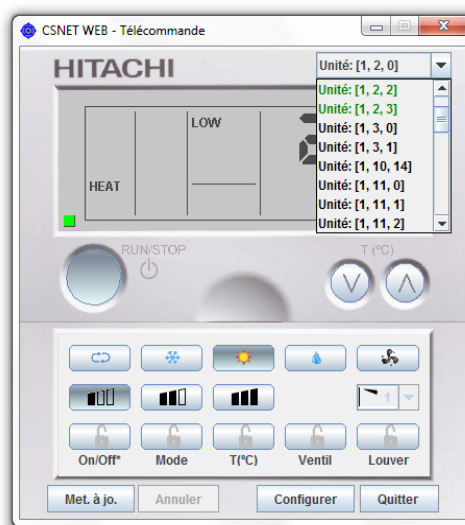 CSNET WEB - Télécommande
HITACHI
Unité: [1, 2, 0]
Unité: [1, 2, 2]
Unité: [1, 2, 3]
Unité: [1, 3, 0]
Unité: [1, 3, 1]
Unité: [1, 10, 14]
Unité: [1, 11, 0]
Unité: [1, 11, 1]
Unité: [1, 11, 2]
LOW
HEAT
RUN/STOP
T (ºC)
1
On/Off* Mode T(ºC) Ventil Louver
Met. à jo. Annuler Configurer Quitter